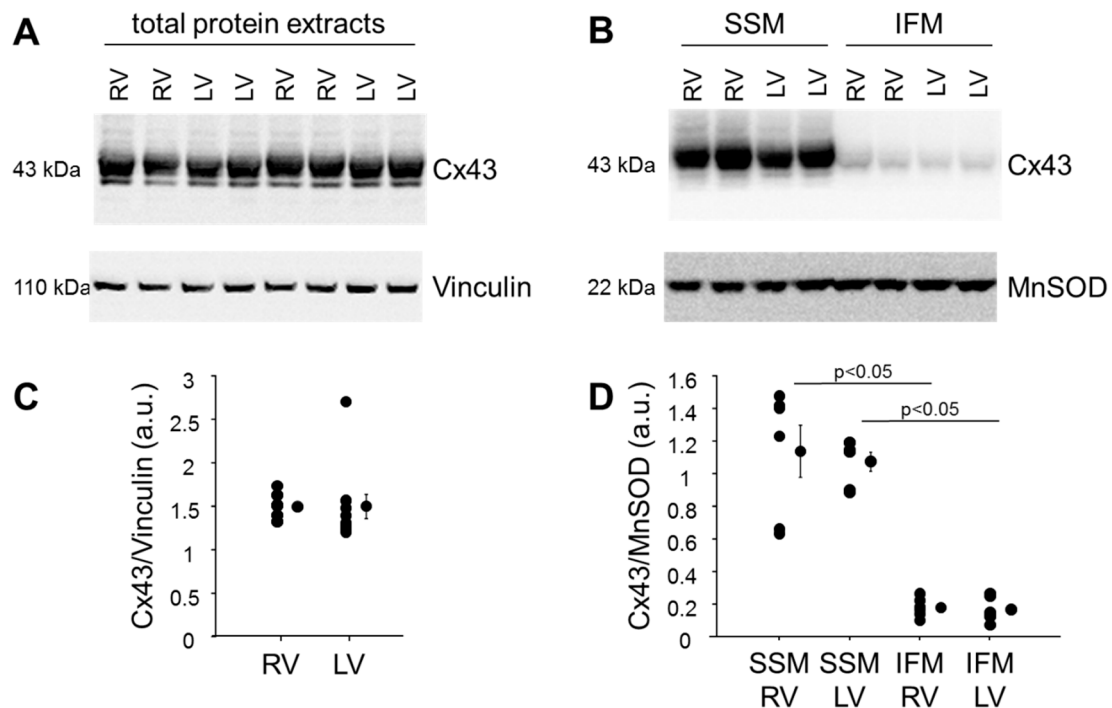 A
total protein extracts
RV RV LV LV RV RV LV LV
43 kDa
Cx43
110 kDa
Vinculin
B
SSM IFM
RV RV LV LV RV RV LV LV
43 kDa
Cx43
22 kDa
MnSOD
C
Cx43/Vinculin (a.u.)
3
2.5
2
1.5
1
0.5
0
RV LV
D
Cx43/MnSOD (a.u.)
1.6
1.4
1.2
1
0.8
0.6
0.4
0.2
0
p<0.05
p<0.05
SSM SSM IFM IFM
RV LV RV LV